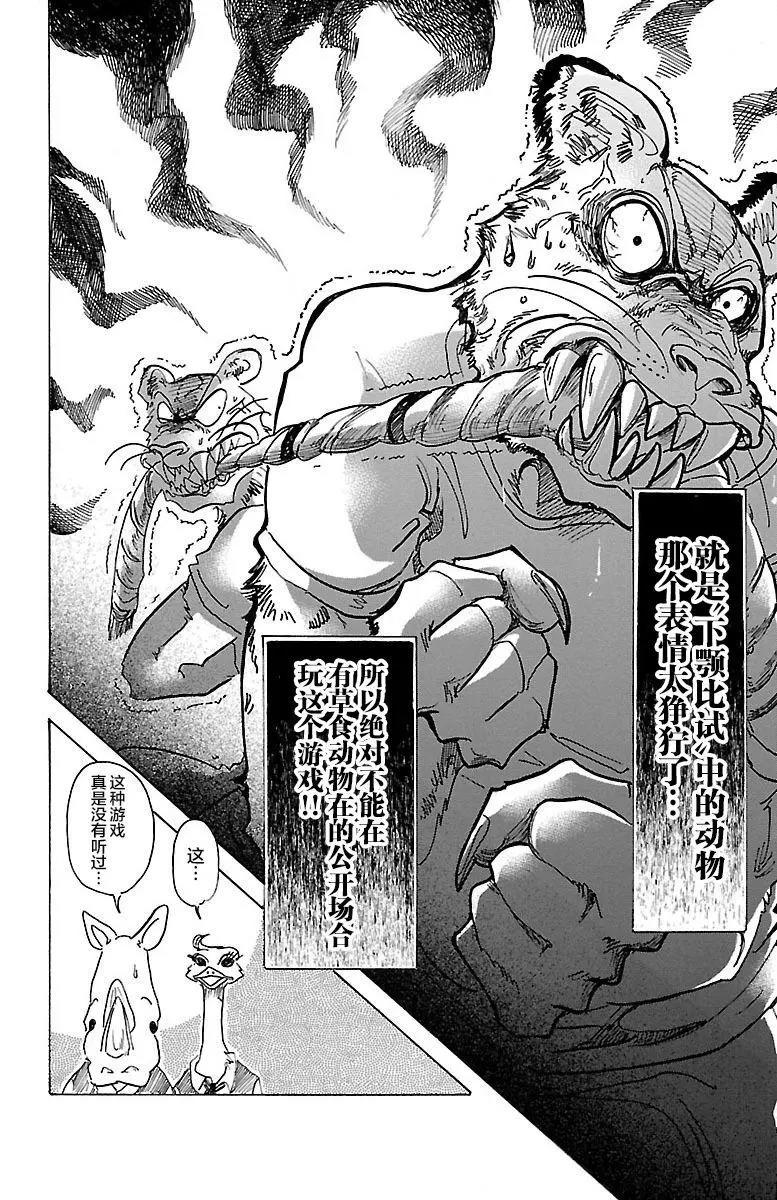 就是“下颚比试”中的动物
那个表情太狰狞了…
所以绝对不能在
有草食动物在的公开场合
玩这个游戏!!
这…
这种游戏
真是没有听过…